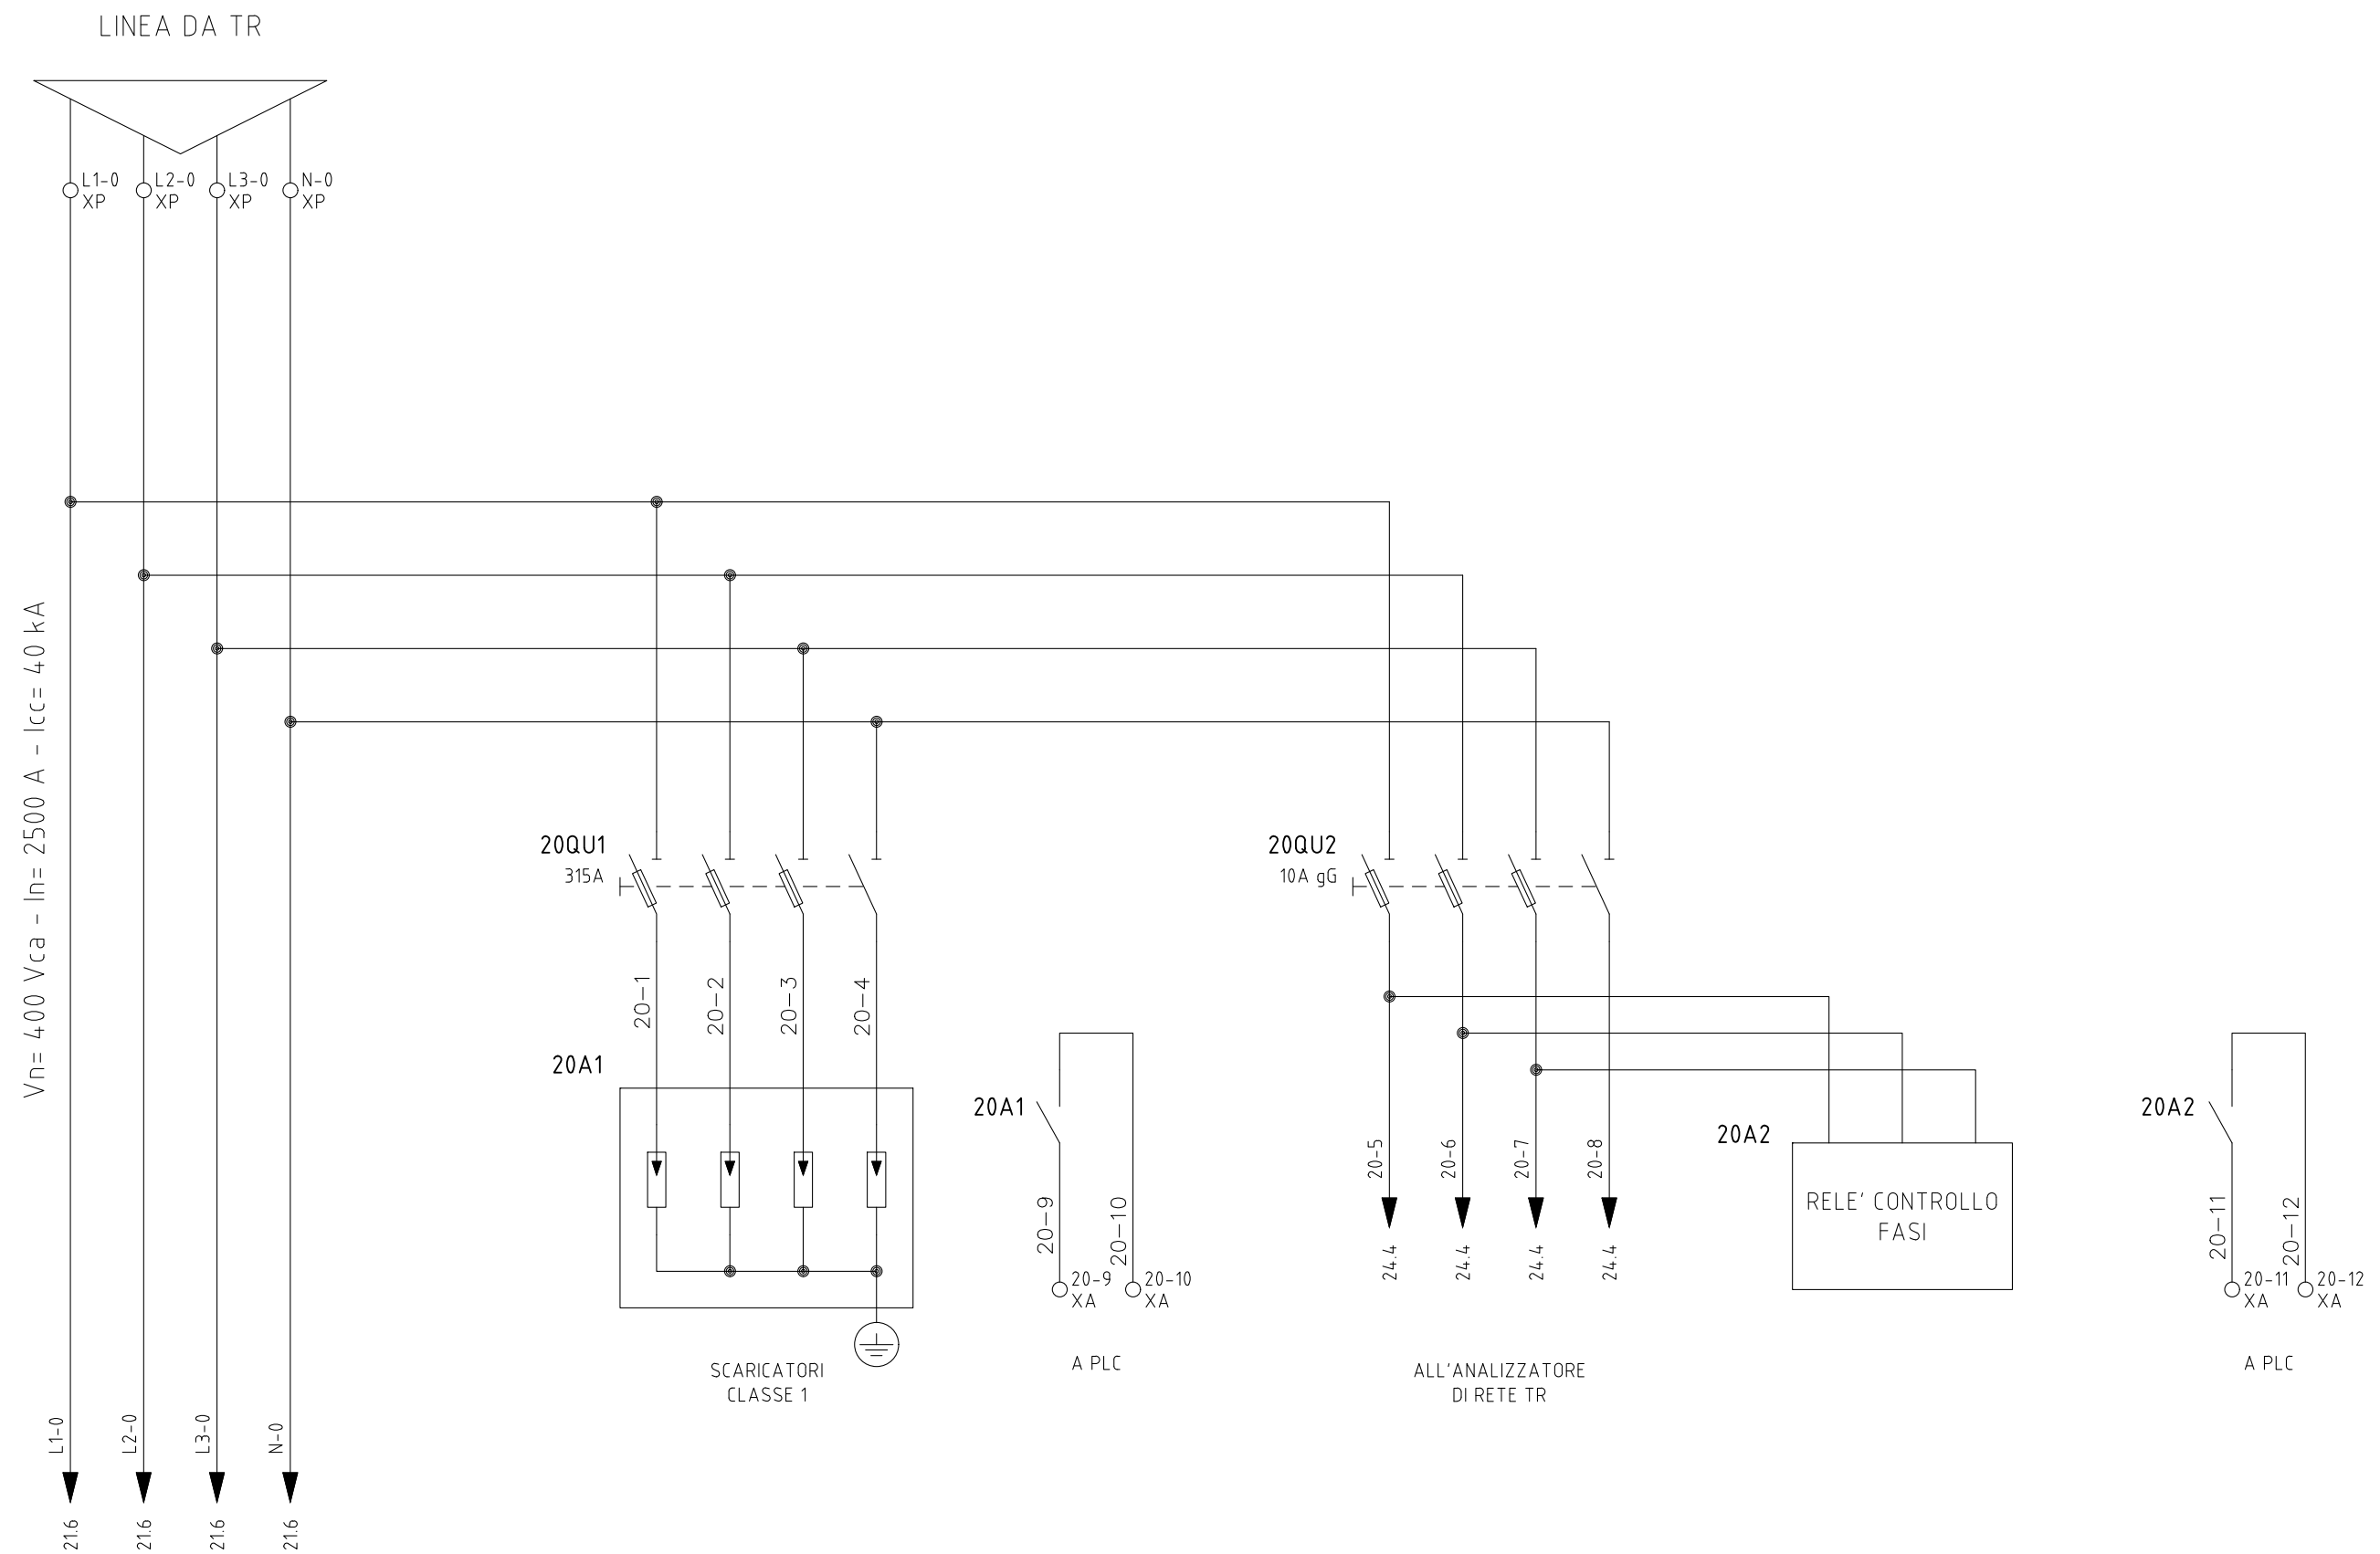 LINEA DA TR
L1-0
XP
L2-0
XP
L3-0
XP
N-0
XP
Vn= 400 Vca - In= 2500 A - Icc= 40 kA
20QU1
315A
20QU2
10A gG
20-1
20-2
20-3
20-4
20A1
20A1
20-9
20-10
20-9
XA
20-10
XA
SCARICATORI
CLASSE 1
A PLC
20-5
20-6
20-7
20-8
24.4
24.4
24.4
24.4
ALL'ANALIZZATORE
DI RETE TR
20A2
RELE' CONTROLLO
FASI
20A2
20-11
20-12
20-11
XA
20-12
XA
A PLC
L1-0
L2-0
L3-0
N-0
21.6
21.6
21.6
21.6